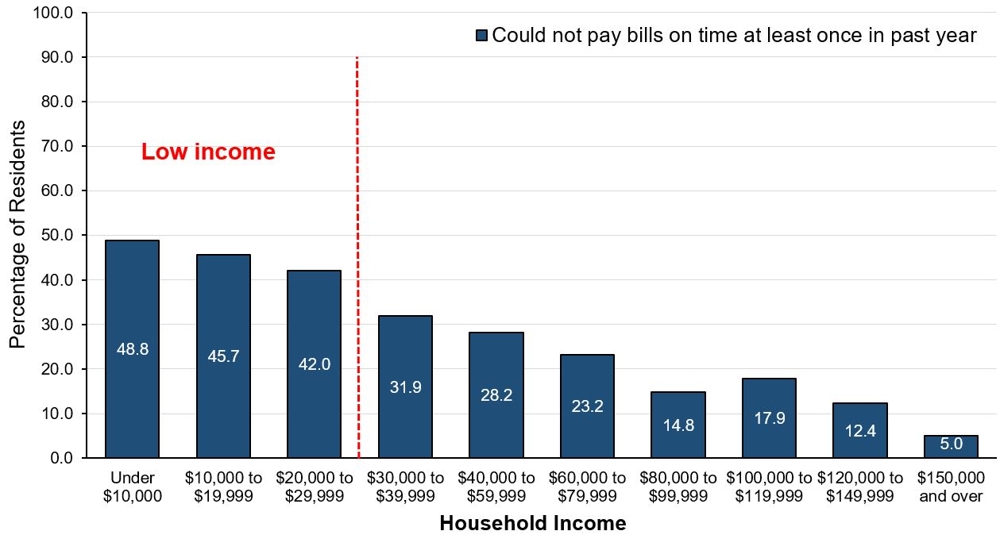 100.0
90.0
80.0
70.0
60.0
50.0
40.0
30.0
20.0
10.0
0.0
Percentage of Residents
Could not pay bills on time at least once in past year
Low income
48.8
45.7
42.0
31.9
28.2
23.2
14.8
17.9
12.4
5.0
Under
$10,000
$10,000 to
$19,999
$20,000 to
$29,999
$30,000 to
$39,999
$40,000 to
$59,999
$60,000 to
$79,999
$80,000 to
$99,999
$100,000 to
$119,999
$120,000 to
$149,999
$150,000
and over
Household Income